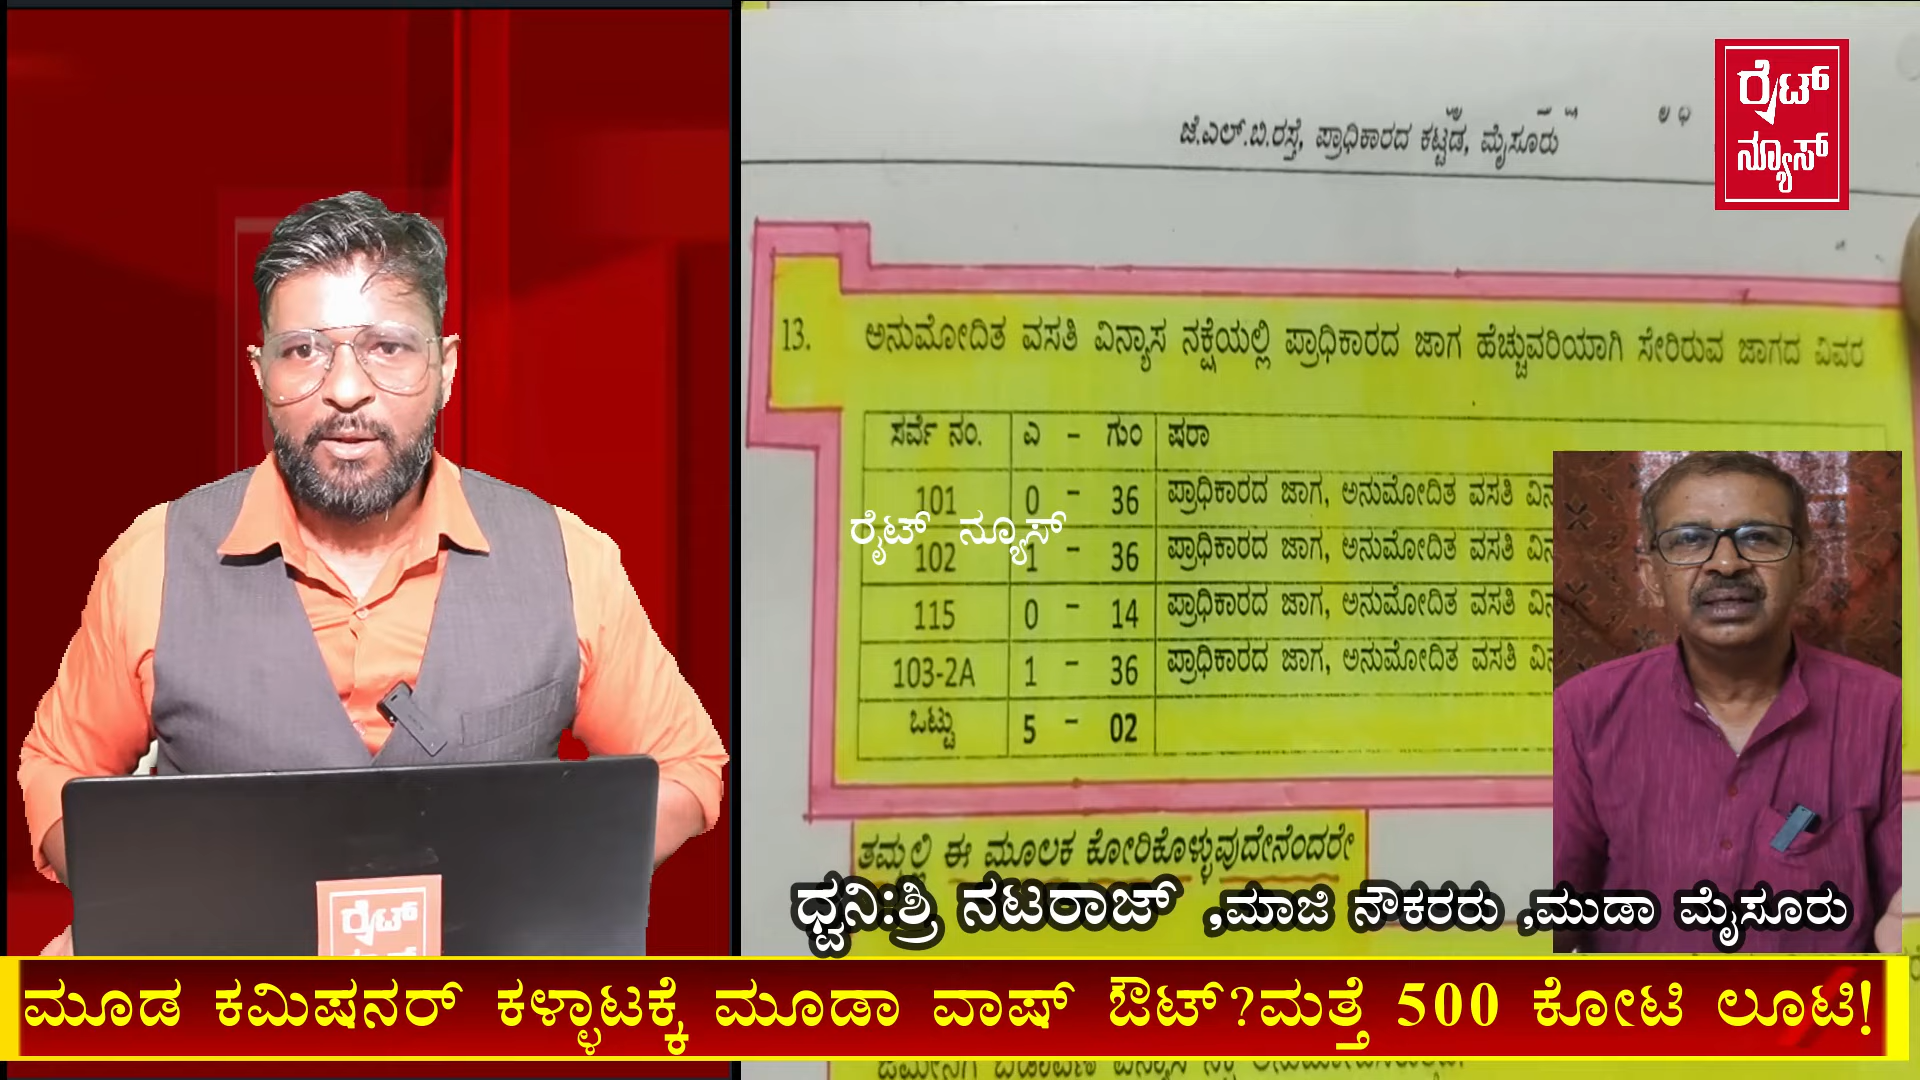 ರೈಟ್
ನ್ಯೂಸ್
ಜೆ.ಎಲ್.ಬಿ.ರಸ್ತೆ, ಪ್ರಾಧಿಕಾರದ ಕಟ್ಟಡ, ಮೈಸೂರು
13. ಅನುಮೋದಿತ ವಸತಿ ವಿನ್ಯಾಸ ನಕ್ಷೆಯಲ್ಲಿ ಪ್ರಾಧಿಕಾರದ ಜಾಗ ಹೆಚ್ಚುವರಿಯಾಗಿ ಸೇರಿರುವ ಜಾಗದ ವಿವರ
ಸರ್ವೆ ನಂ. ಎ - ಗುಂ ಷರಾ
101 0 - 36 ಪ್ರಾಧಿಕಾರದ ಜಾಗ, ಅನುಮೋದಿತ ವಸತಿ
ರೈಟ್ ನ್ಯೂಸ್
102 1 - 36 ಪ್ರಾಧಿಕಾರದ ಜಾಗ, ಅನುಮೋದಿತ ವಸತಿ
115 0 - 14 ಪ್ರಾಧಿಕಾರದ ಜಾಗ, ಅನುಮೋದಿತ ವಸತಿ
103-2A 1 - 36 ಪ್ರಾಧಿಕಾರದ ಜಾಗ, ಅನುಮೋದಿತ ವಸತಿ
ಒಟ್ಟು 5 - 02
ತಮ್ಮಲ್ಲಿ ಈ ಮೂಲಕ ಕೋರಿಕೊಳ್ಳುವುದೇನೆಂದರೇ
ಧ್ವನಿ:ಶ್ರಿ ನಟರಾಜ್ ,ಮಾಜಿ ನೌಕರರು ,ಮುಡಾ ಮೈಸೂರು
ರೈಟ್
ಮೂಡ ಕಮಿಷನರ್ ಕಳ್ಳಾಟಕ್ಕೆ ಮೂಡಾ ವಾಷ್ ಔಟ್?ಮತ್ತೆ 500 ಕೋಟಿ ಲೂಟಿ!